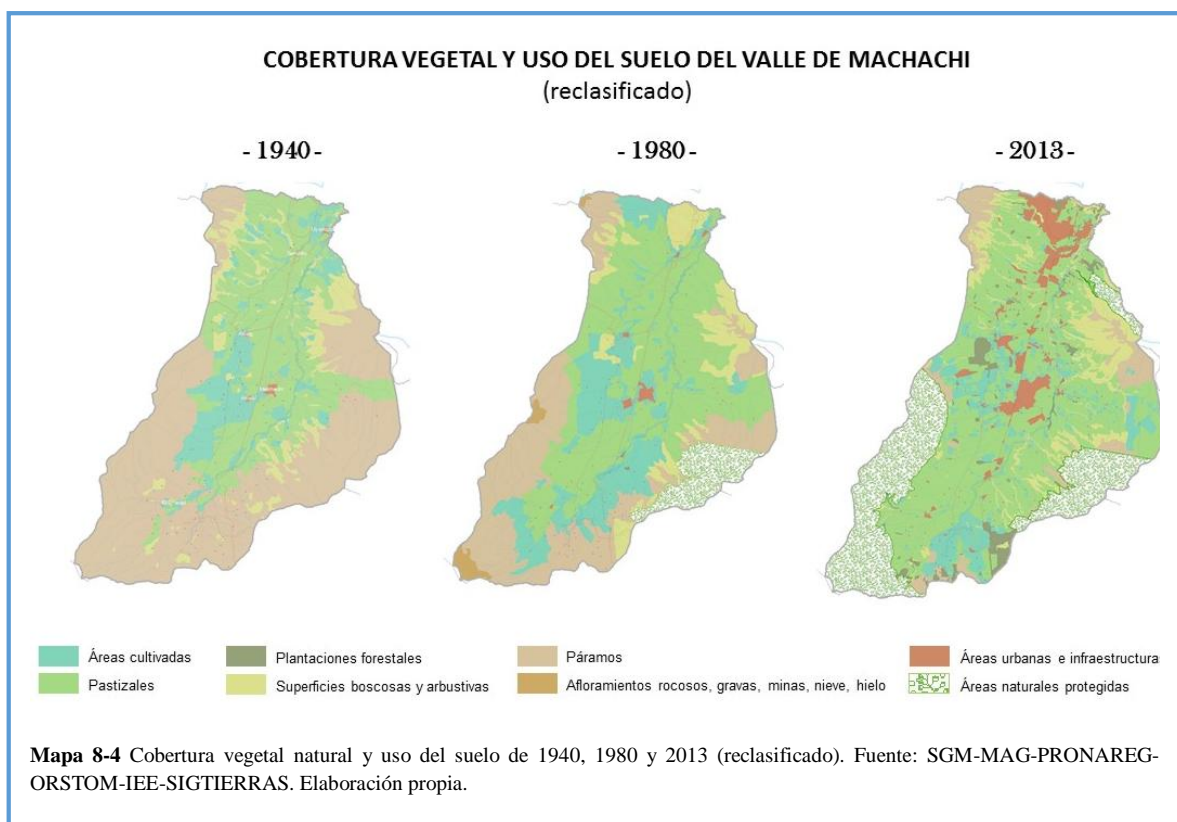 COBERTURA VEGETAL Y USO DEL SUELO DEL VALLE DE MACHACHI
(reclasificado)
- 1940 -
- 1980 -
- 2013 -
Áreas cultivadas
Plantaciones forestales
Páramos
Áreas urbanas e infraestructura
Pastizales
Superficies boscosas y arbustivas
Afloramientos rocosos, gravas, minas, nieve, hielo
Áreas naturales protegidas
Mapa 8-4 Cobertura vegetal natural y uso del suelo de 1940, 1980 y 2013 (reclasificado). Fuente: SGM-MAG-PRONAREG-
ORSTOM-IEE-SIGTIERRAS. Elaboración propia.